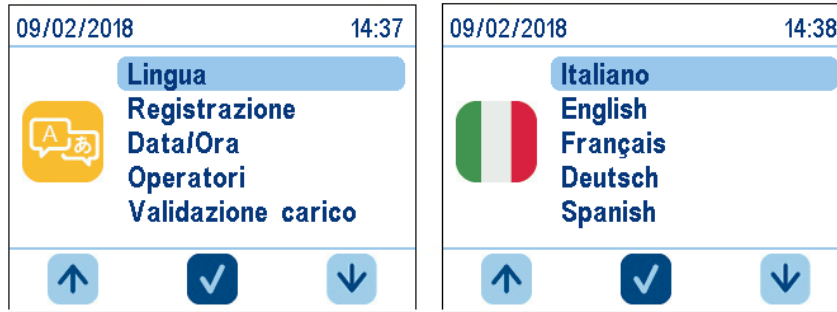 09/02/2018 14:37
Lingua
Registrazione
Data/Ora
Operatori
Validazione carico
A あ
09/02/2018 14:38
Italiano
English
Français
Deutsch
Spanish